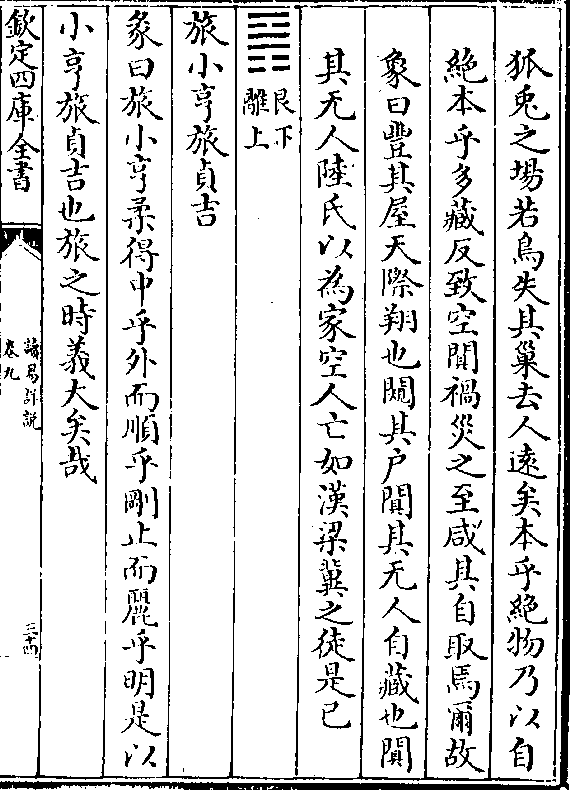 狐兔之場若鳥失其巢去人遠矣本乎絶物乃以自
絶本乎多藏反致空閴禍災之至咸其自取焉爾故
象曰豐其屋天際翔也闚其户閴其无人自藏也閴
其无人陸氏以為家空人亡如漢梁冀之徒是已
䷷
艮下
離上
旅小亨旅貞吉
彖曰旅小亨柔得中乎外而順乎剛止而麗乎明是以
小亨旅貞吉也旅之時義大矣哉
欽定四庫全書
讀易詳説
卷九
三十四